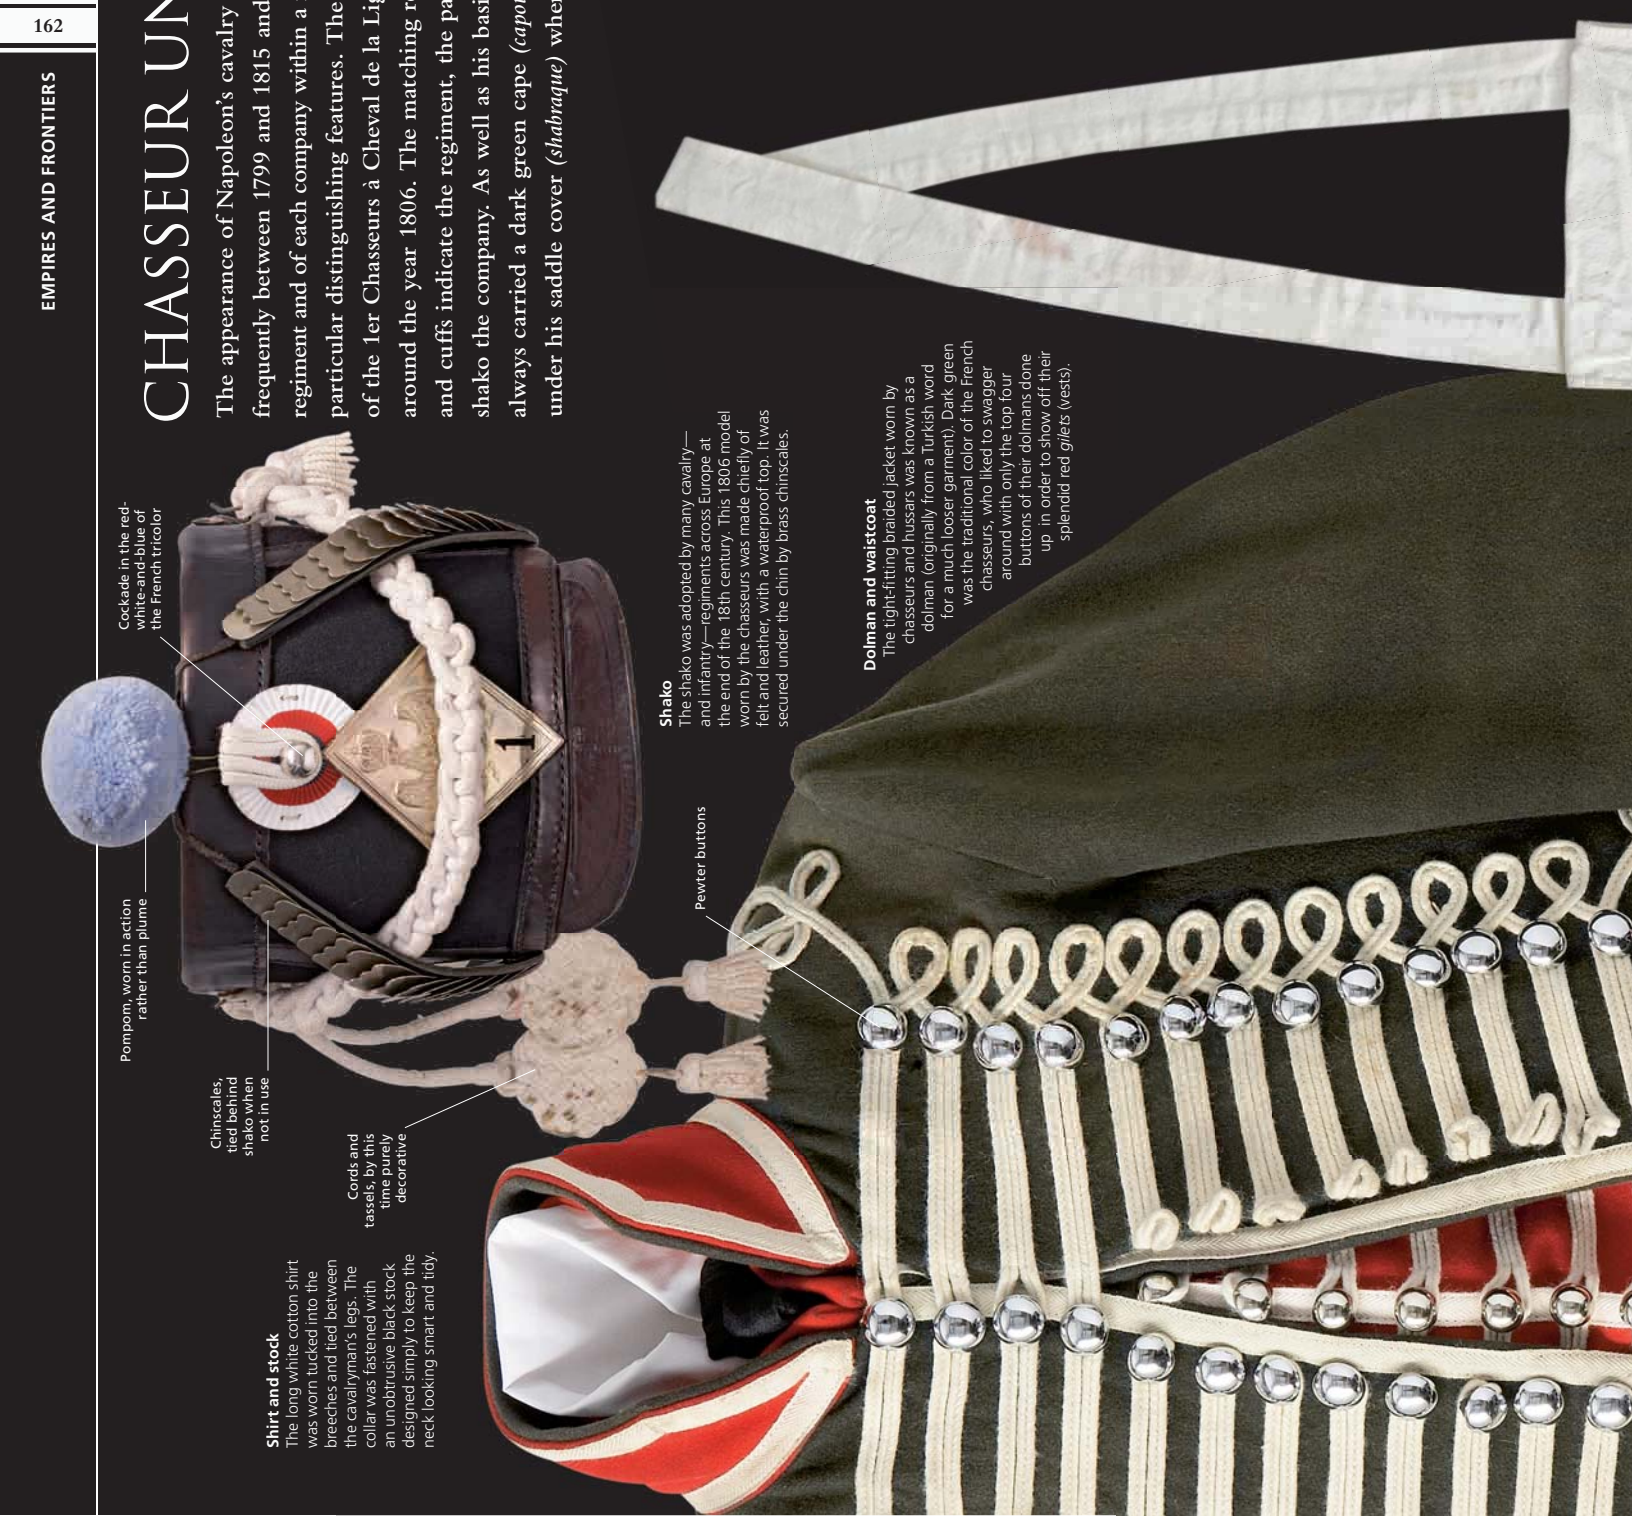 162
EMPIRES AND FRONTIERS
CHASSEUR UN
The appearance of Napoleon's cavalry
frequently between 1799 and 1815 and
regiment and of each company within a
particular distinguishing features. The
of the 1er Chasseurs à Cheval de la Lig
around the year 1806. The matching r
and cuffs indicate the regiment, the pa
shako the company. As well as his basi
always carried a dark green cape (capo
under his saddle cover (shabraque) whe
Cockade in the red-
white-and-blue of
the French tricolor
Pompom, worn in action
rather than plume
Chinscales,
tied behind
shako when
not in use
Cords and
tassels, by this
time purely
decorative
Shirt and stock
The long white cotton shirt
was worn tucked into the
breeches and tied between
the cavalryman's legs. The
collar was fastened with
an unobtrusive black stock
designed simply to keep the
neck looking smart and tidy.
Shako
The shako was adopted by many cavalry—
and infantry—regiments across Europe at
the end of the 18th century. This 1806 model
worn by the chasseurs was made chiefly of
felt and leather, with a waterproof top. It was
secured under the chin by brass chinscales.
Pewter buttons
Dolman and waistcoat
The tight-fitting braided jacket worn by
chasseurs and hussars was known as a
dolman (originally from a Turkish word
for a much looser garment). Dark green
was the traditional color of the French
chasseurs, who liked to swagger
around with only the top four
buttons of their dolmans done
up in order to show off their
splendid red gilets (vests).
1